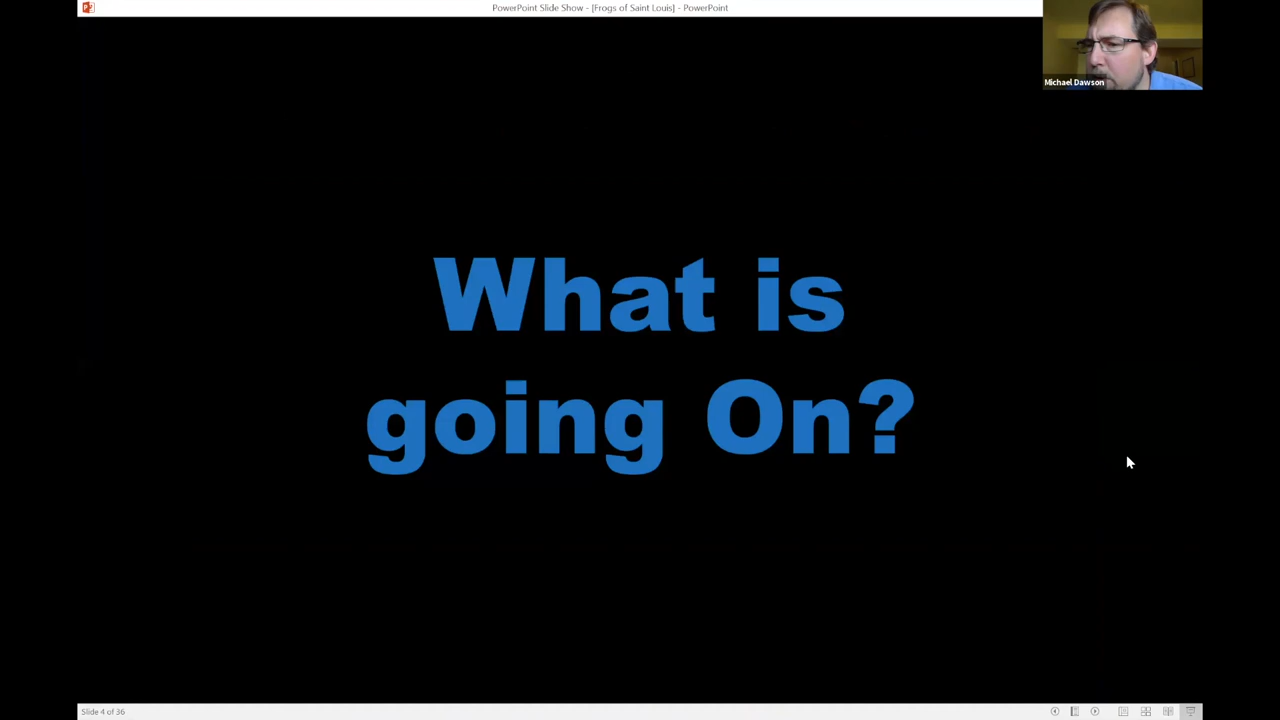 PowerPoint Slide Show - [Frogs of Saint Louis] - PowerPoint
Michael Dawson
What is
going On?
Slide 4 of 36